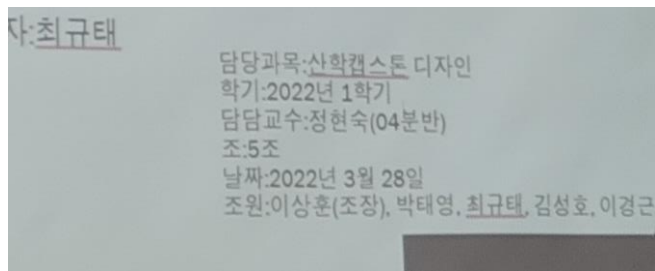 자:최규태
담당과목:산학캡스톤 디자인
학기:2022년 1학기
담담교수:정현숙(04분반)
조:5조
날짜:2022년 3월 28일
조원:이상훈(조장), 박태영, 최규태, 김성호, 이경근